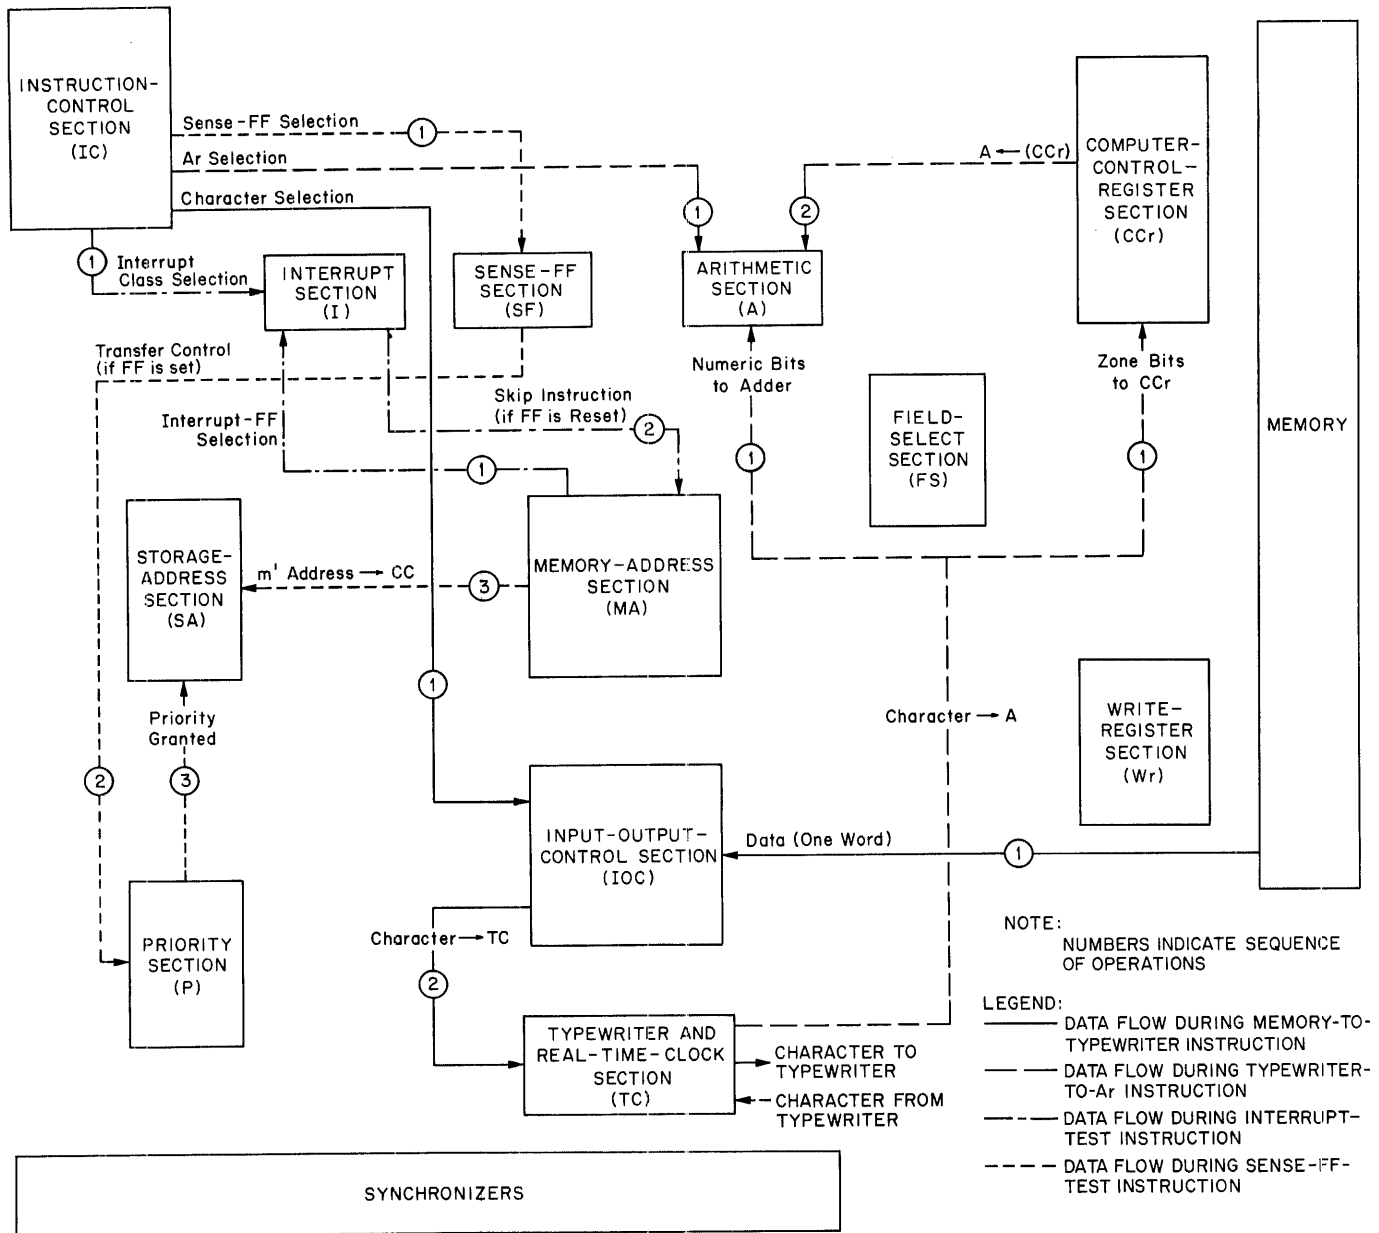 INSTRUCTION-
CONTROL
SECTION
(IC)
Sense-FF Selection
1
Ar Selection
Character Selection
1
Interrupt
Class Selection
INTERRUPT
SECTION
(I)
SENSE-FF
SECTION
(SF)
1
2
A ← (CCr)
ARITHMETIC
SECTION
(A)
COMPUTER-
CONTROL-
REGISTER
SECTION
(CCr)
MEMORY
Transfer Control
(if FF is set)
Interrupt-FF
Selection
Skip Instruction
(if FF is Reset)
2
1
Numeric Bits
to Adder
1
FIELD-
SELECT
SECTION
(FS)
Zone Bits
to CCr
1
STORAGE-
ADDRESS
SECTION
(SA)
m' Address → CC
3
MEMORY-ADDRESS
SECTION
(MA)
1
Priority
Granted
2
3
Character → A
WRITE-
REGISTER
SECTION
(Wr)
INPUT-OUTPUT-
CONTROL SECTION
(IOC)
Data (One Word)
1
PRIORITY
SECTION
(P)
Character → TC
2
TYPEWRITER AND
REAL-TIME-CLOCK
SECTION
(TC)
CHARACTER TO
TYPEWRITER
CHARACTER FROM
TYPEWRITER
NOTE:
NUMBERS INDICATE SEQUENCE
OF OPERATIONS
LEGEND:
DATA FLOW DURING MEMORY-TO-
TYPEWRITER INSTRUCTION
DATA FLOW DURING TYPEWRITER-
TO-Ar INSTRUCTION
DATA FLOW DURING INTERRUPT-
TEST INSTRUCTION
DATA FLOW DURING SENSE-FF-
TEST INSTRUCTION
SYNCHRONIZERS